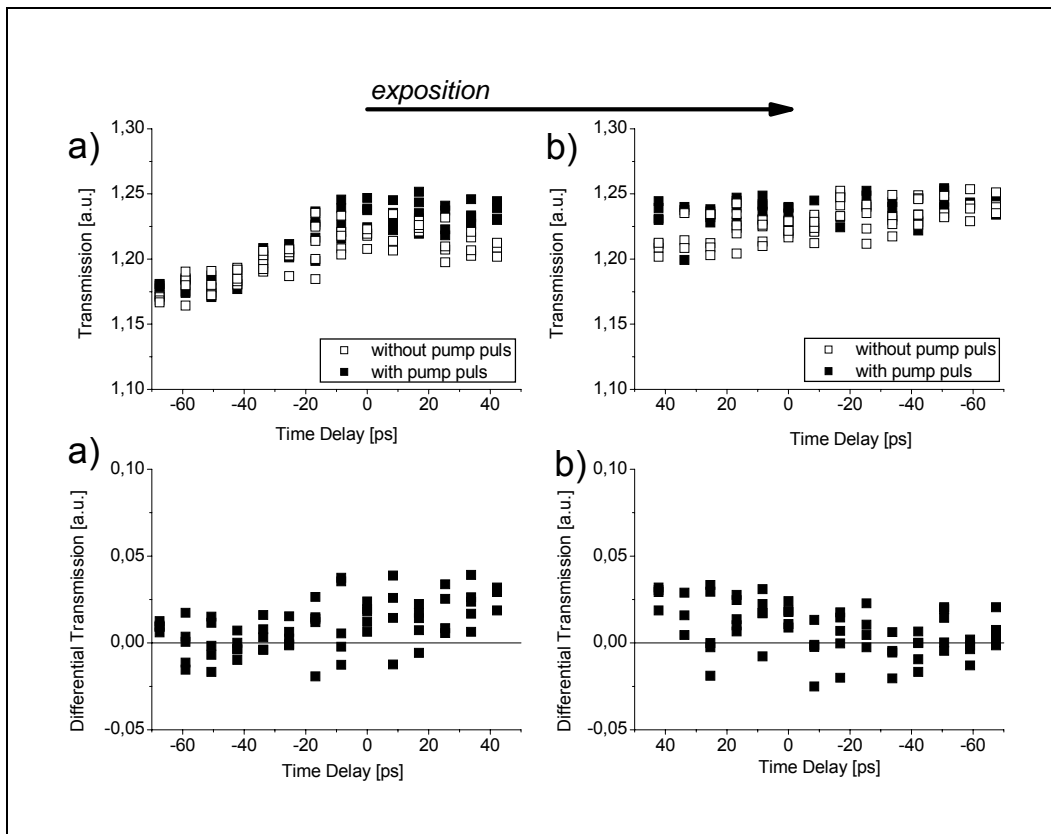 exposition
a)
1,30
1,25
1,20
1,15
1,10
Transmission [a.u.]
without pump puls
with pump puls
-60 -40 -20 0 20 40
Time Delay [ps]
b)
1,30
1,25
1,20
1,15
1,10
Transmission [a.u.]
without pump puls
with pump puls
40 20 0 -20 -40 -60
Time Delay [ps]
a)
0,10
0,05
0,00
-0,05
Differential Transmission [a.u.]
-60 -40 -20 0 20 40
Time Delay [ps]
b)
0,10
0,05
0,00
-0,05
Differential Transmission [a.u.]
40 20 0 -20 -40 -60
Time Delay [ps]